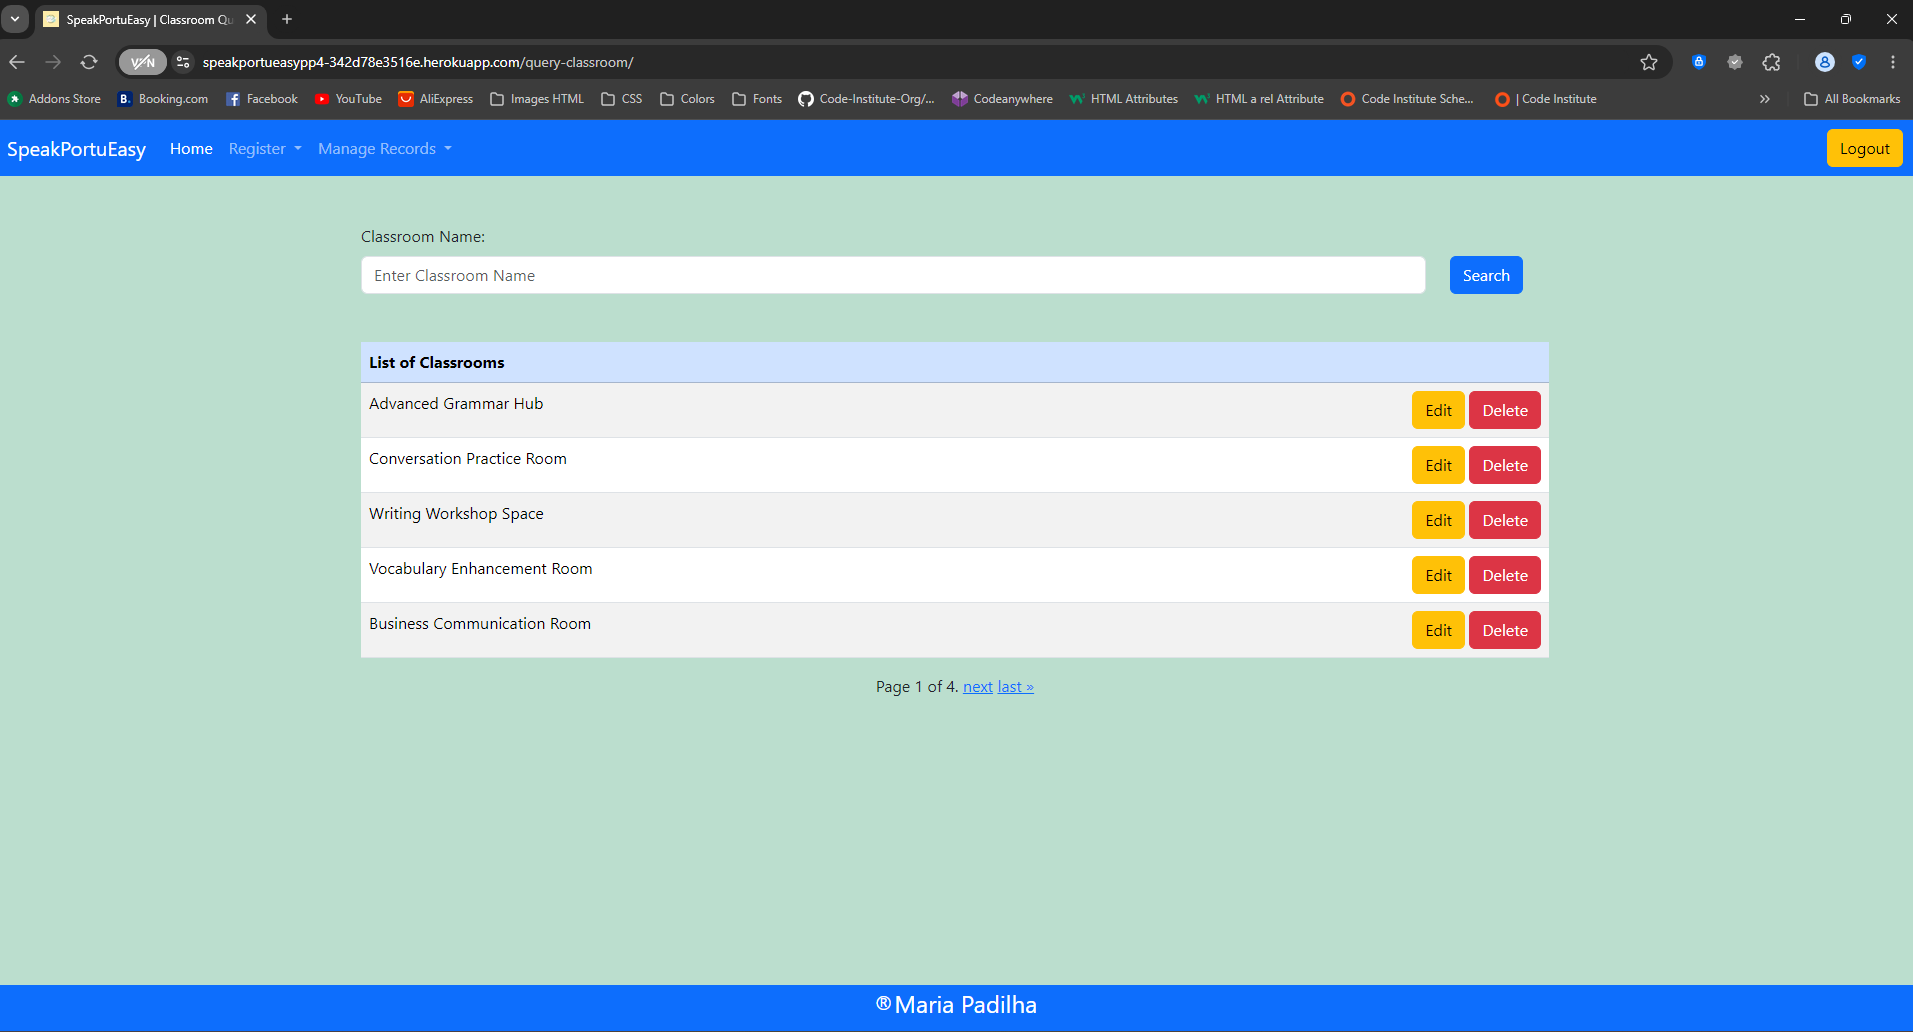 SpeakPortuEasy | Classroom Qu
VPN
speakportueasypp4-342d78e3516e.herokuapp.com/query-classroom/
Addons Store Booking.com Facebook YouTube AliExpress Images HTML CSS Colors Fonts Code-Institute-Org/... Codeanywhere HTML Attributes HTML a rel Attribute Code Institute Sche... | Code Institute » All Bookmarks
SpeakPortuEasy Home Register Manage Records Logout
Classroom Name:
Enter Classroom Name Search
List of Classrooms
Advanced Grammar Hub Edit Delete
Conversation Practice Room Edit Delete
Writing Workshop Space Edit Delete
Vocabulary Enhancement Room Edit Delete
Business Communication Room Edit Delete
Page 1 of 4. next last »
®Maria Padilha